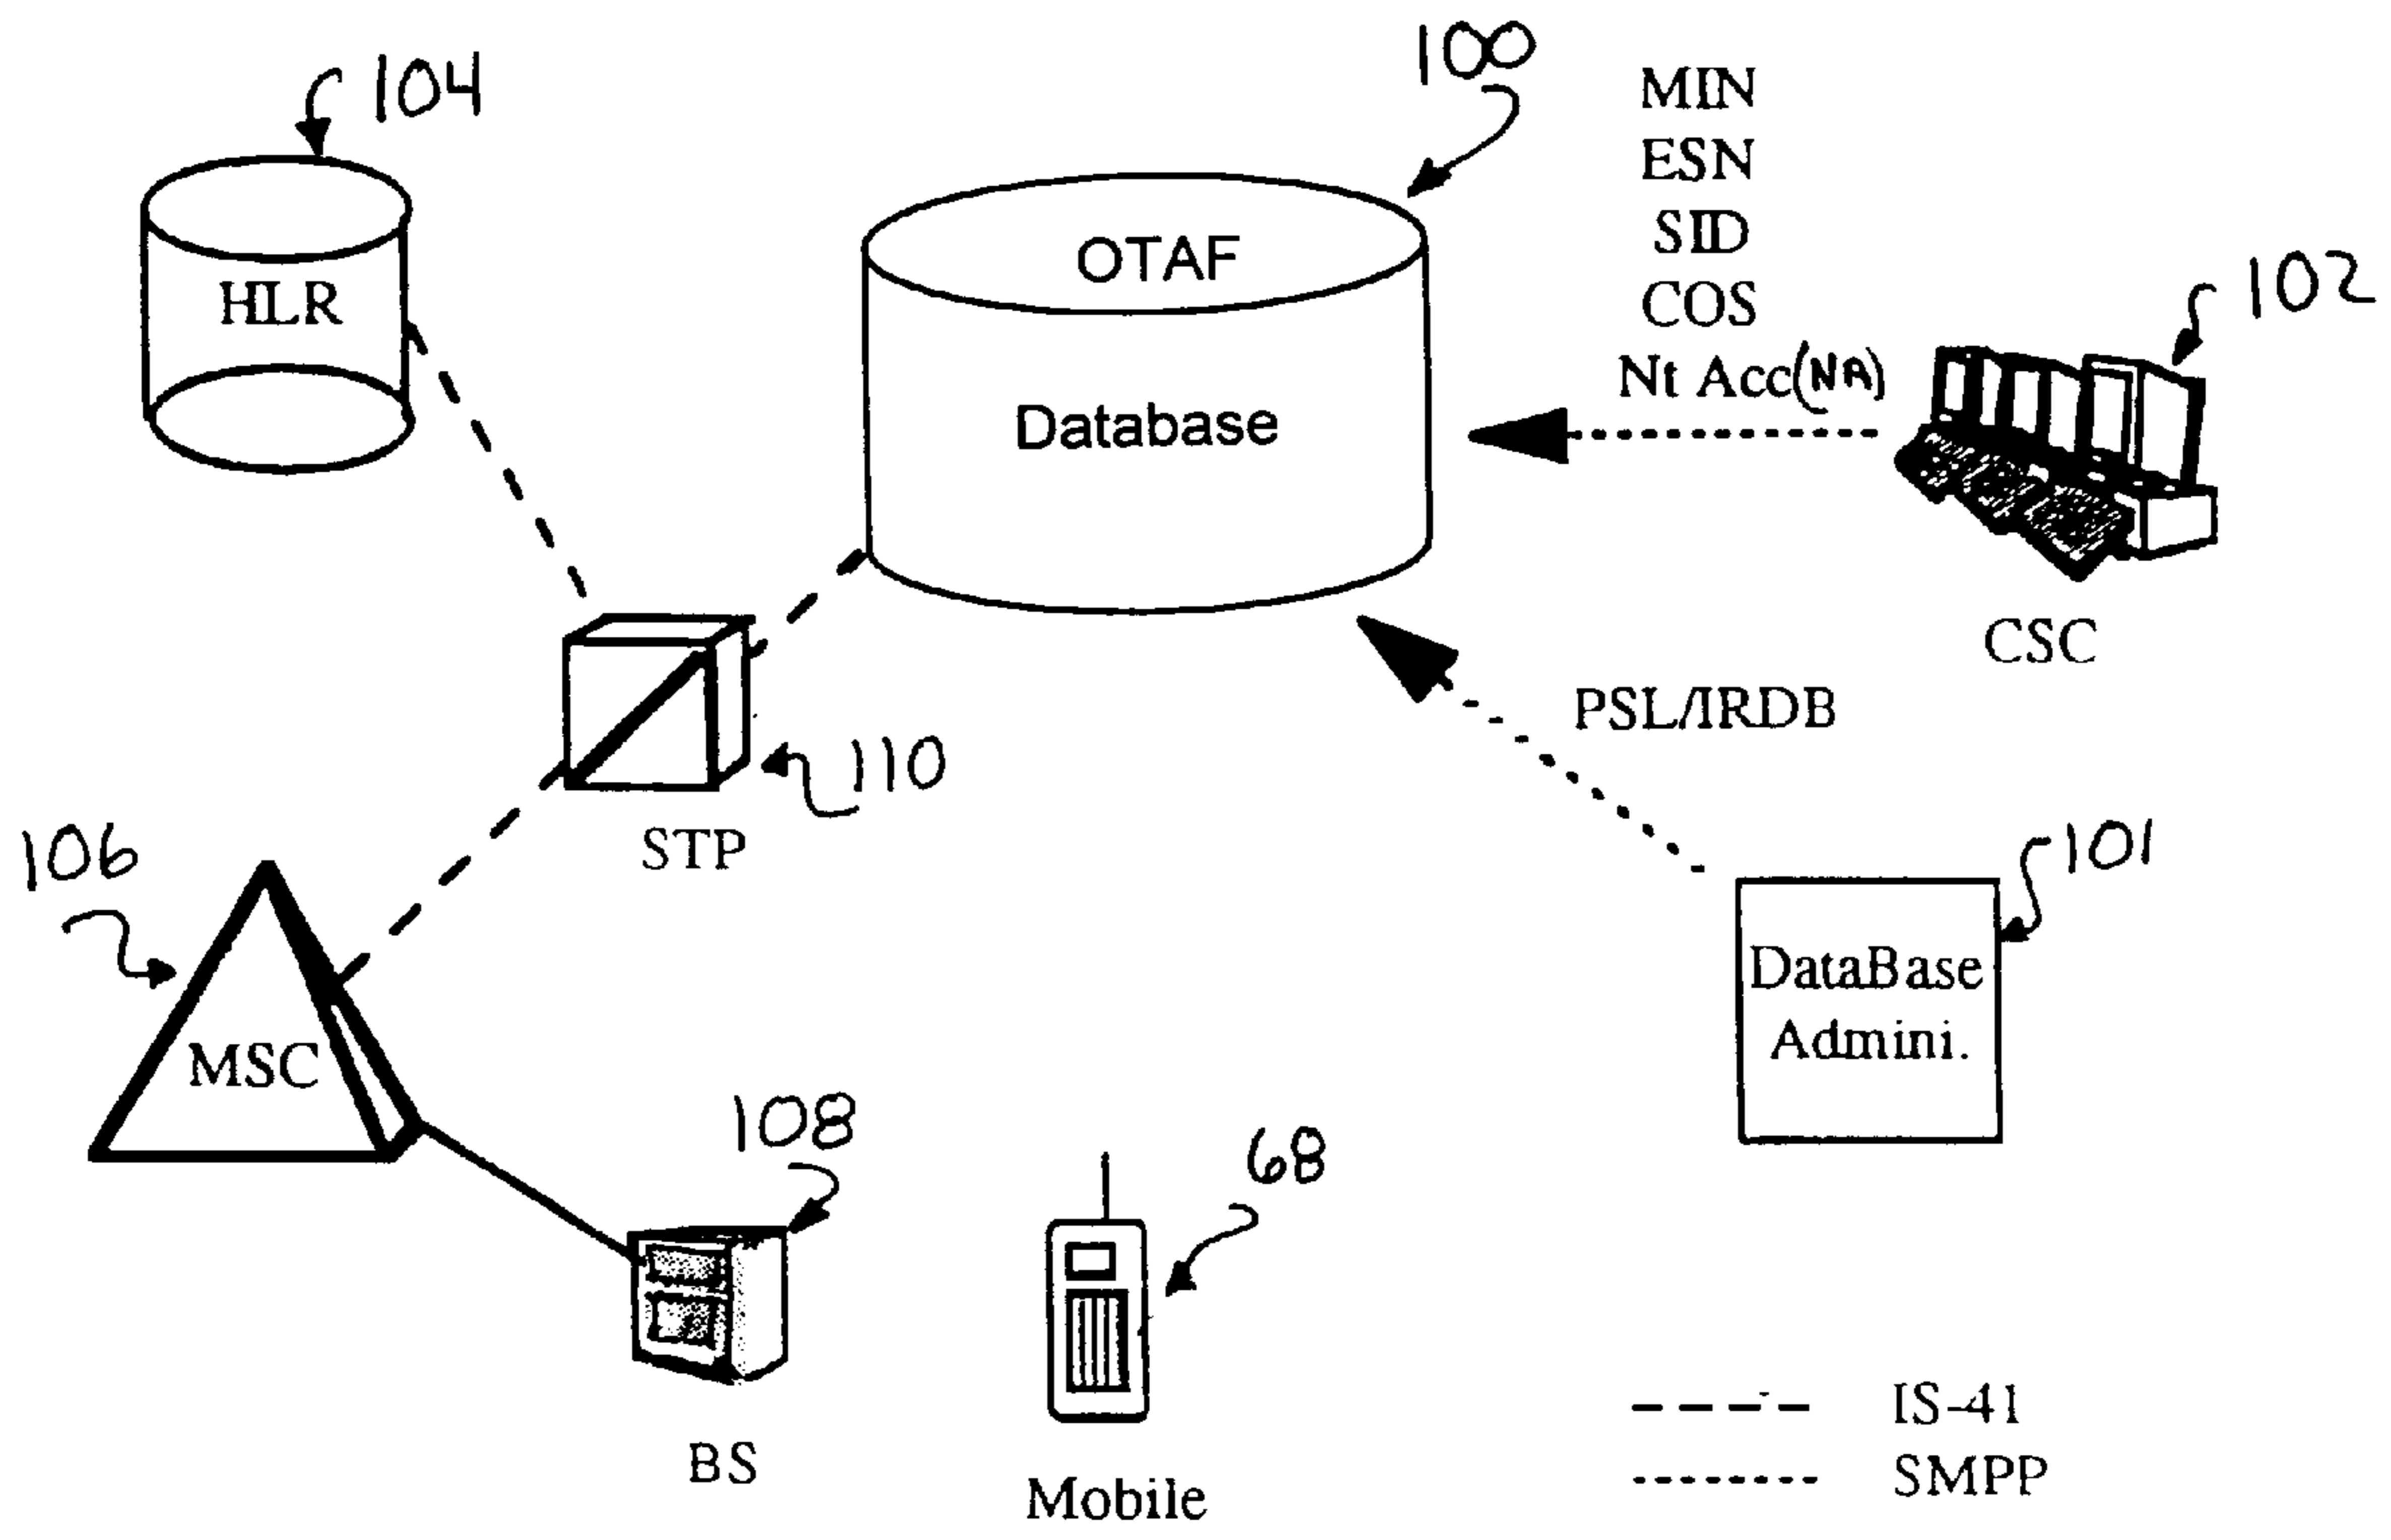 104
HLR
100
OTAF
Database
MIN
ESN
SID
COS
Nt Acc(NA)
102
CSC
PSL/IRDB
110
STP
106
MSC
101
DataBase
Admini.
108
BS
68
Mobile
IS-41
SMPP